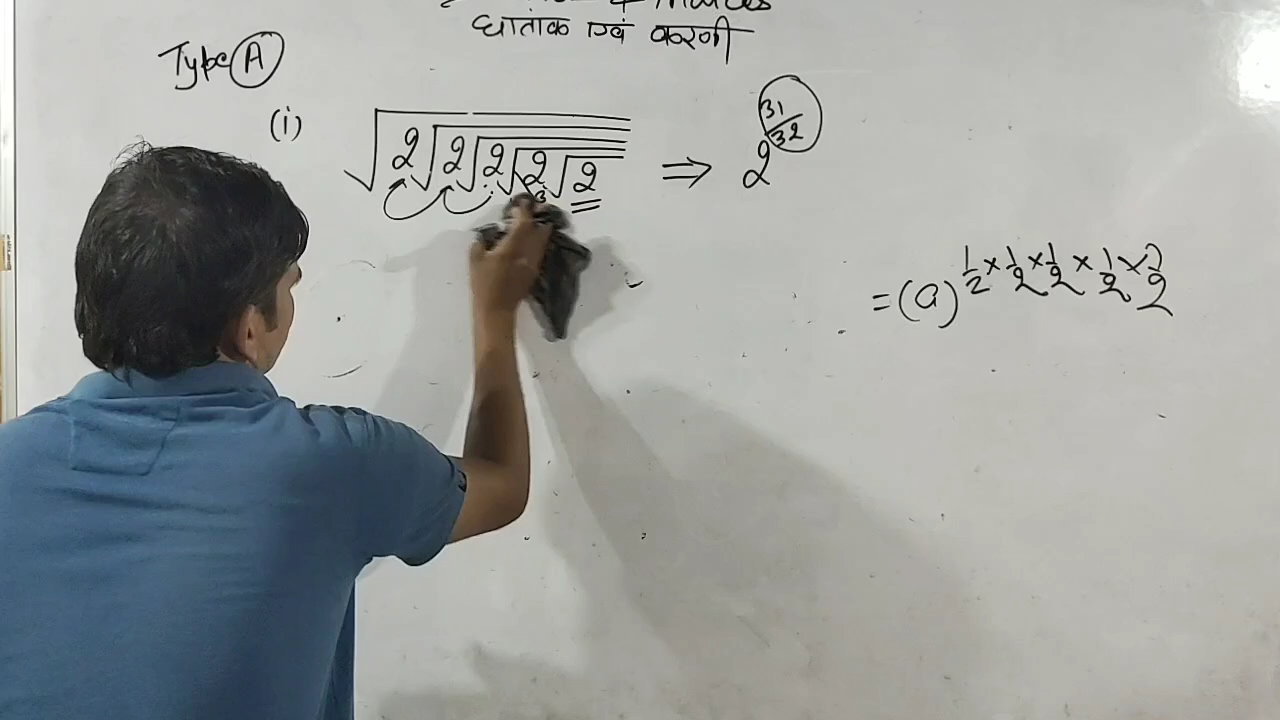 Indices
घातांक एवं करणी
Type A
(i) √2√2√2√2√2 ⇒ 2^31/32
= (a)^1/2 × 1/2 × 1/2 × 1/2 × 1/2